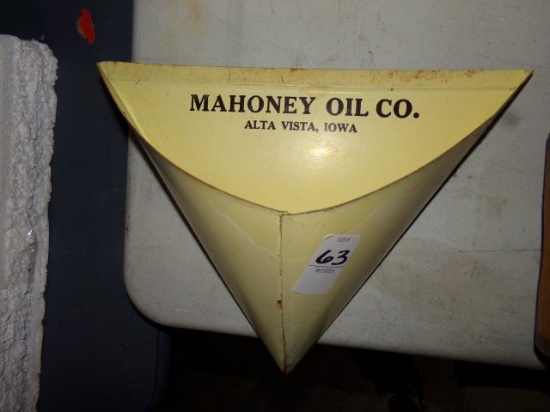 MAHONEY OIL CO.
ALTA VISTA, IOWA
63